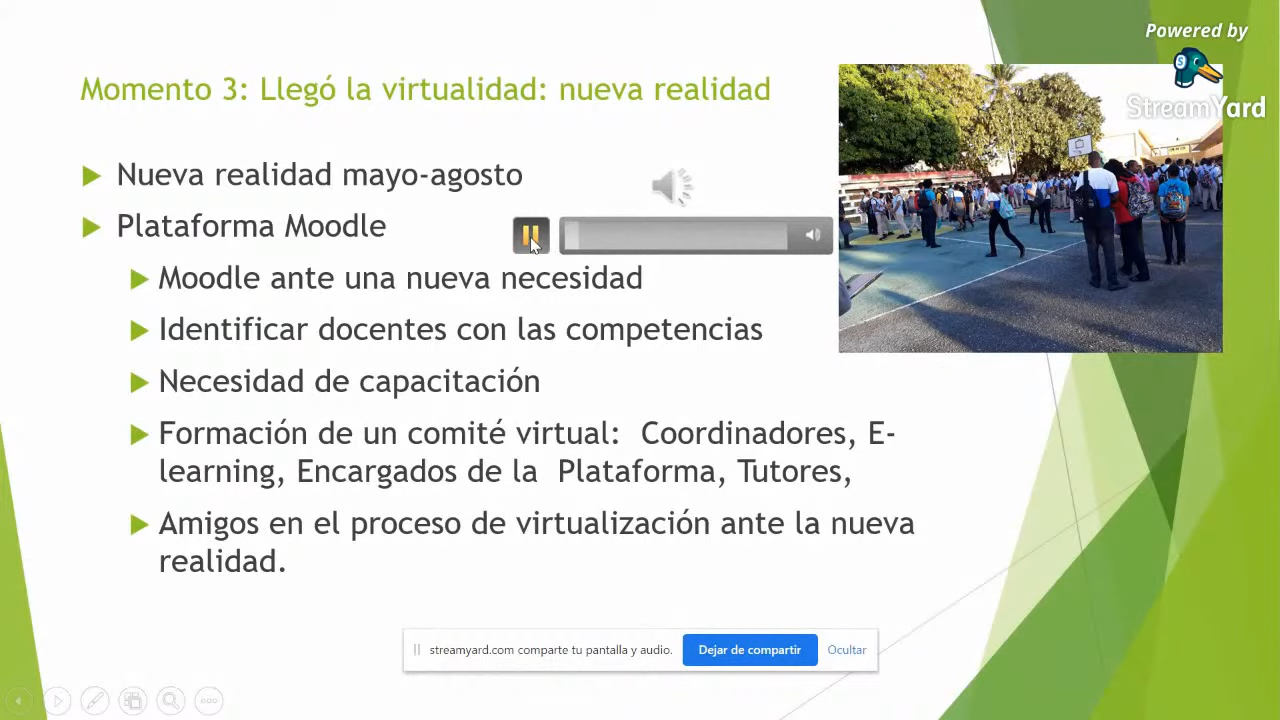 Powered by
StreamYard
Momento 3: Llegó la virtualidad: nueva realidad
Nueva realidad mayo-agosto
Plataforma Moodle
Moodle ante una nueva necesidad
Identificar docentes con las competencias
Necesidad de capacitación
Formación de un comité virtual:  Coordinadores, E-
learning, Encargados de la  Plataforma, Tutores,
Amigos en el proceso de virtualización ante la nueva
realidad.
streamyard.com comparte tu pantalla y audio.
Dejar de compartir
Ocultar